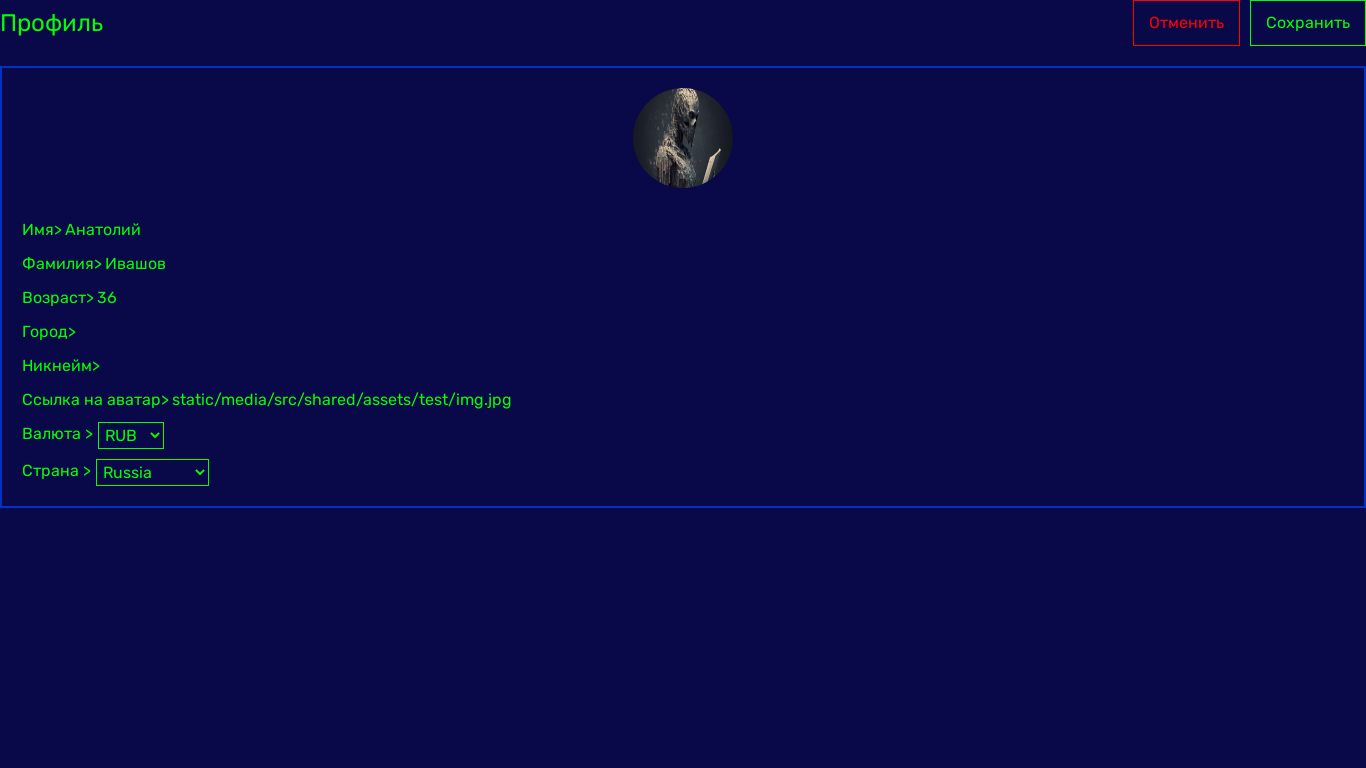 Профиль
Отменить
Сохранить
Имя> Анатолий
Фамилия> Ивашов
Возраст> 36
Город>
Никнейм>
Ссылка на аватар> static/media/src/shared/assets/test/img.jpg
Валюта > RUB
Страна > Russia